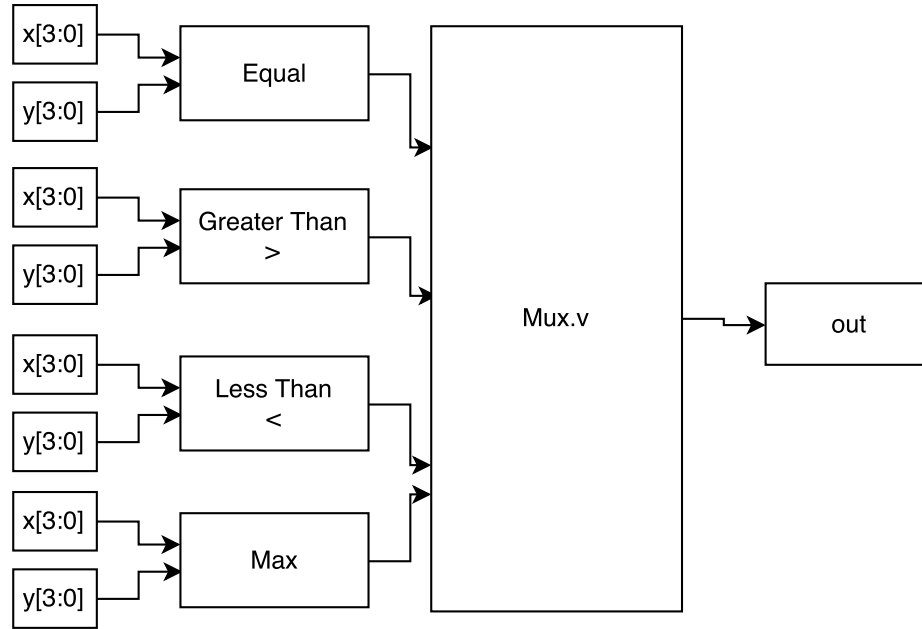 x[3:0]
y[3:0]
Equal
x[3:0]
y[3:0]
Greater Than
>
x[3:0]
y[3:0]
Less Than
<
x[3:0]
y[3:0]
Max
Mux.v
out